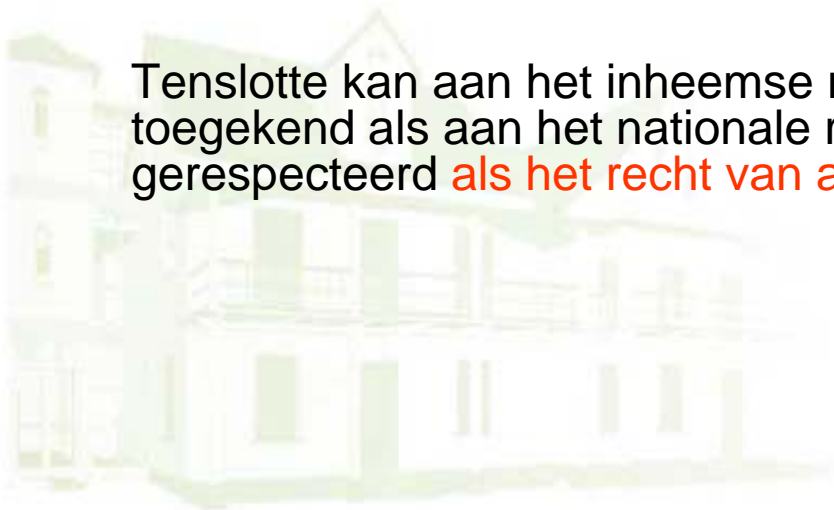 Tenslotte kan aan het inheemse
toegekend als aan het nationale
gerespecteerd als het recht van